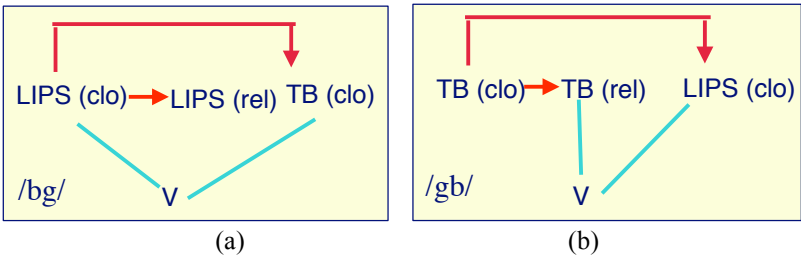 LIPS (clo) LIPS (rel) TB (clo)
V
/bg/
(a)
TB (clo) TB (rel) LIPS (clo)
V
/gb/
(b)